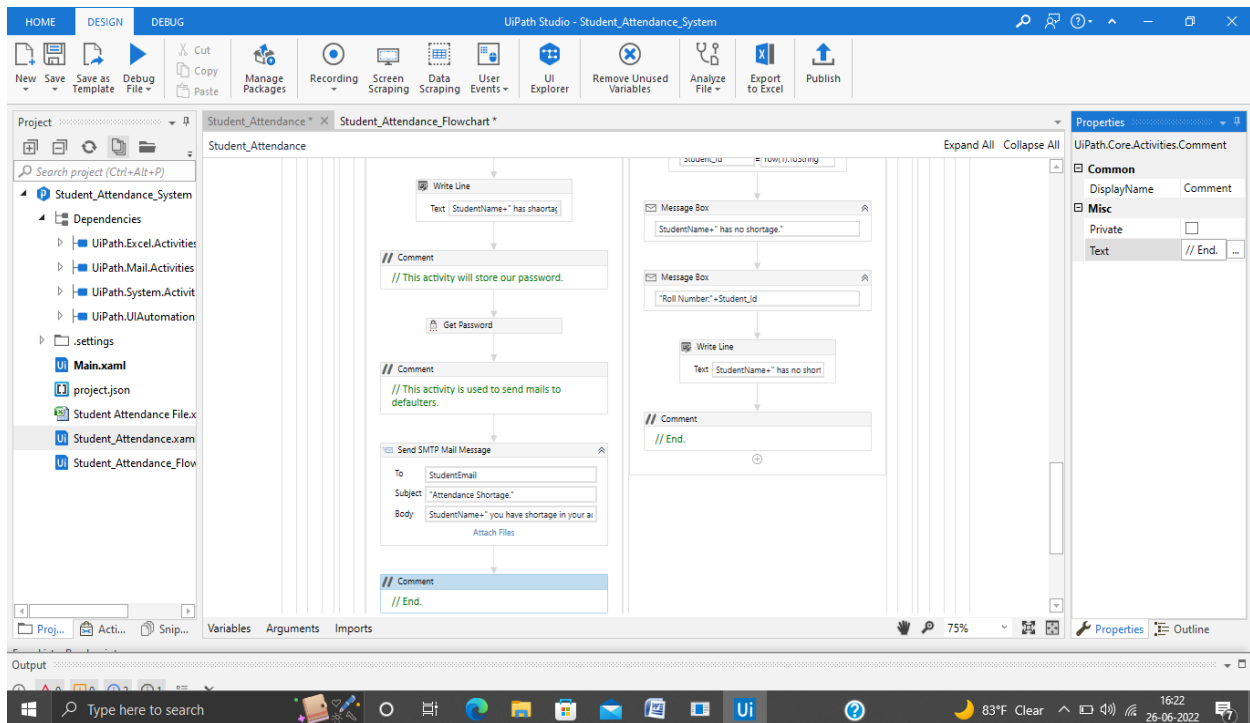 HOME DESIGN DEBUG UiPath Studio - Student_Attendance_System
New Save Save as Template Debug File Cut Copy Paste Manage Packages Recording Screen Scraping Data Scraping User Events UI Explorer Remove Unused Variables Analyze File Export to Excel Publish
Project
Search project (Ctrl+Alt+P)
Student_Attendance_System
Dependencies
UiPath.Excel.Activities
UiPath.Mail.Activities
UiPath.System.Activit
UiPath.UIAutomation
.settings
Main.xaml
project.json
Student Attendance File.x
Student_Attendance.xam
Student_Attendance_Flow
Proj... Acti... Snip...
Student_Attendance * Student_Attendance_Flowchart *
Student_Attendance Expand All Collapse All
Write Line
Text StudentName+" has shaortag
// Comment
// This activity will store our password.
Get Password
// Comment
// This activity is used to send mails to
defaulters.
Send SMTP Mail Message
To StudentEmail
Subject "Attendance Shortage."
Body StudentName+" you have shortage in your a
Attach Files
// Comment
// End.
Student_Id = row(1).ToString
Message Box
StudentName+" has no shortage."
Message Box
"Roll Number:"+Student_Id
Write Line
Text StudentName+" has no short
// Comment
// End.
Variables Arguments Imports 75%
Properties
UiPath.Core.Activities.Comment
Common
DisplayName Comment
Misc
Private
Text // End. ...
Properties Outline
Output
Type here to search
Ui
83°F Clear
16:22
26-06-2022